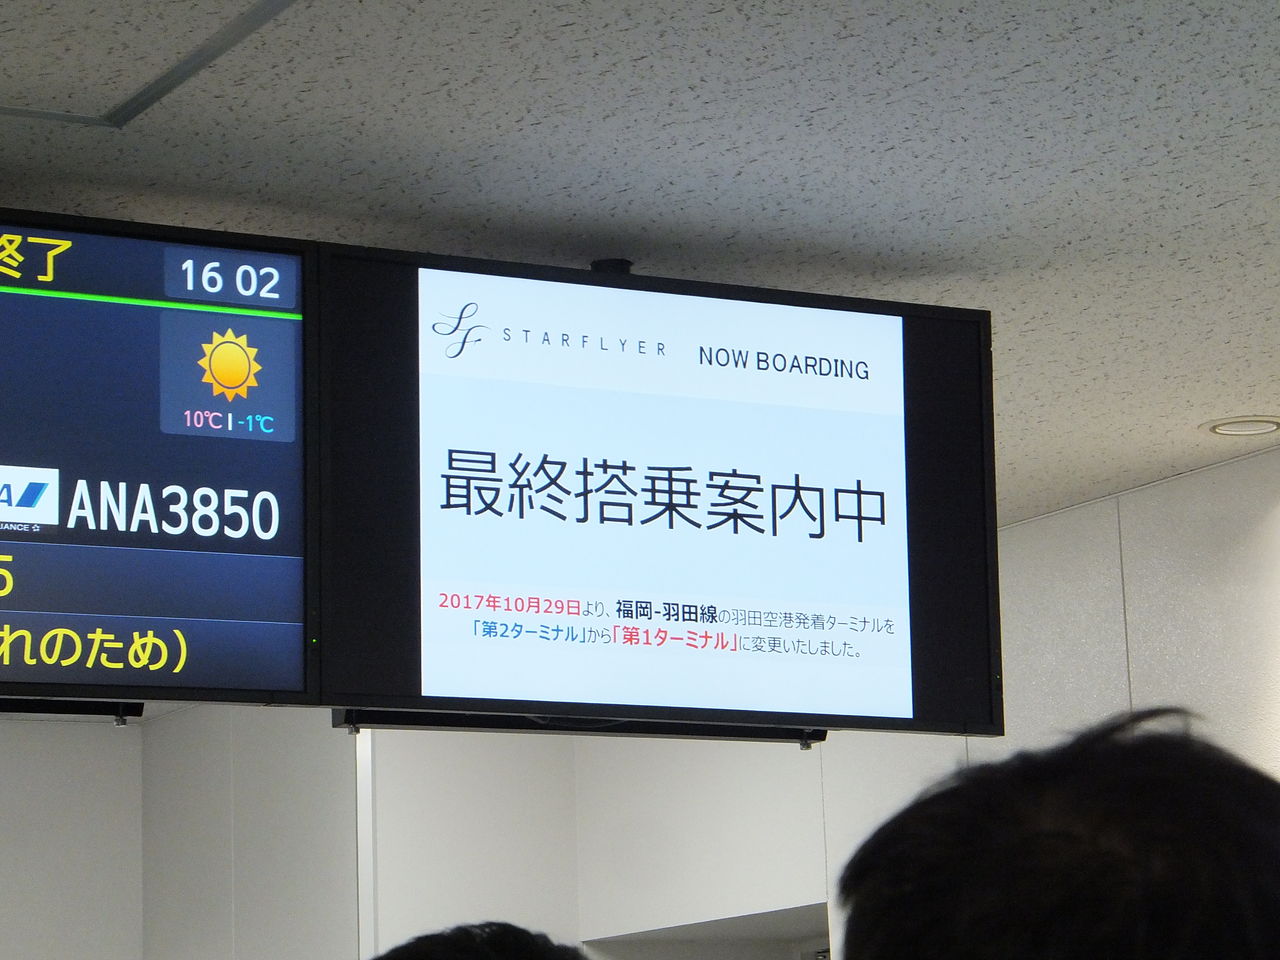 終了
16 02
10℃ | -1℃
ANA3850
5
れのため)
STARFLYER NOW BOARDING
最終搭乗案内中
2017年10月29日より、福岡-羽田線の羽田空港発着ターミナルを
「第2ターミナル」から「第1ターミナル」に変更いたしました。